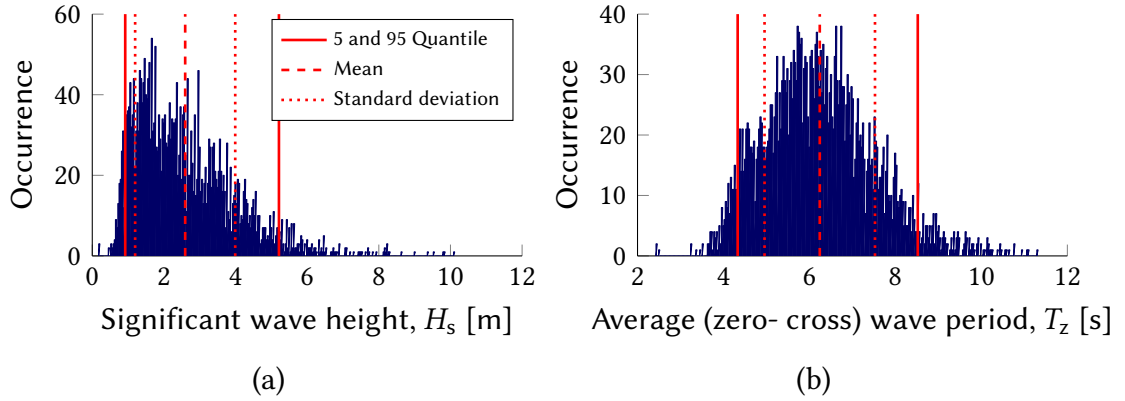 60
40
20
0
0
2
4
6
8
10
12
Occurrence
Significant wave height, Hs [m]
5 and 95 Quantile
Mean
Standard deviation
(a)
40
30
20
10
0
2
4
6
8
10
12
Occurrence
Average (zero- cross) wave period, Tz [s]
(b)